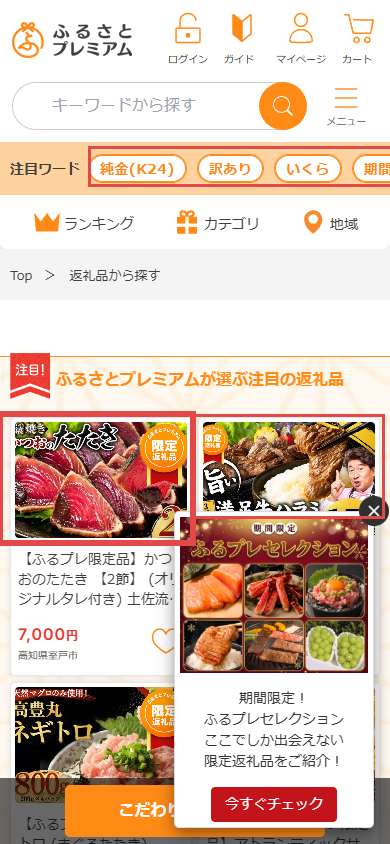 ふるさと
プレミアム
ログイン
ガイド
マイページ
カート
キーワードから探す
メニュー
注目ワード
純金(K24)
訳あり
いくら
期間
ランキング
カテゴリ
地域
Top > 返礼品から探す
注目!
ふるさとプレミアムが選ぶ注目の返礼品
藁焼き
かつおのたたき
限定
返礼品
2
限定
返礼品
旨い
満足牛ハラミ
【ふるプレ限定品】かつ
おのたたき 【2節】 (オリ
ジナルタレ付き) 土佐流…
7,000円
高知県室戸市
期間限定
ふるプレセレクション
期間限定！
ふるプレセレクション
ここでしか出会えない
限定返礼品をご紹介！
今すぐチェック
天然マグロのみ使用!
高豊丸
ネギトロ
限定
返礼品
800
こだわり